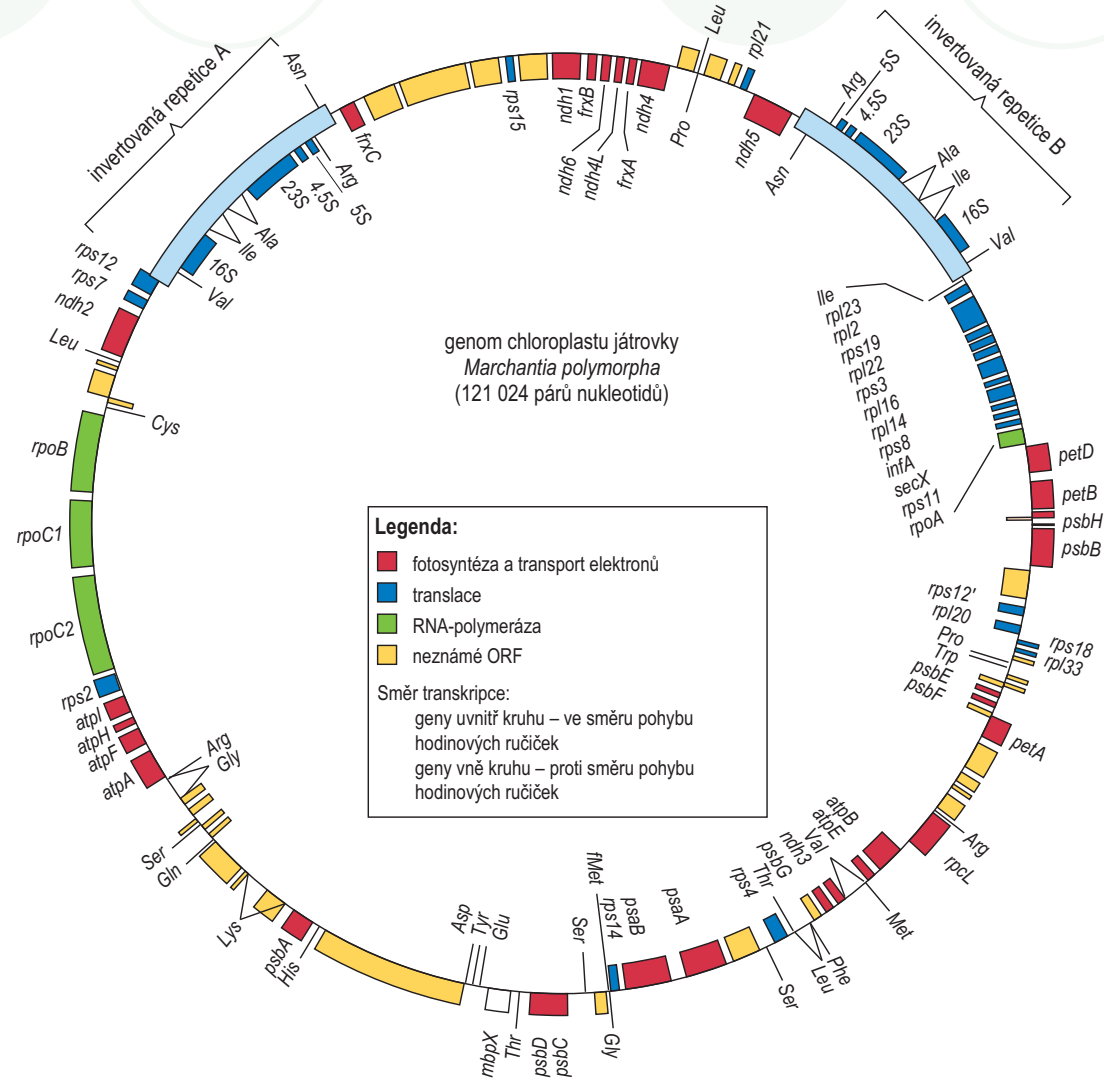 genom chloroplastu játrovky
Marchantia polymorpha
(121 024 párů nukleotidů)
Legenda:
fotosyntéza a transport elektronů
translace
RNA-polymeráza
neznámé ORF
Směr transkripce:
geny uvnitř kruhu – ve směru pohybu
hodinových ručiček
geny vně kruhu – proti směru pohybu
hodinových ručiček
invertovaná repetice A
Asn
frxC
rps15
ndh1
frxB
ndh6
ndh4L
frxA
ndh4
Pro
Leu
rpl21
ndh5
Asn
invertovaná repetice B
Arg
5S
4.5S
23S
Ala
Ile
16S
Val
Ile
rpl23
rpl2
rps19
rpl22
rps3
rpl16
rpl14
rps8
infA
secX
rps11
rpoA
petD
petB
psbH
psbB
rps12'
rpl20
rps18
rpl33
Pro
Trp
psbE
psbF
petA
Arg
rpcL
atpB
atpE
Met
Val
ndh3
psbG
Phe
Leu
Thr
rps4
Ser
psaA
psaB
rps14
fMet
Gly
Ser
psbC
psbD
Thr
mbpX
Glu
Tyr
Asp
His
psbA
Lys
Gln
Ser
Gly
Arg
atpA
atpF
atpH
atpI
rps2
rpoC2
rpoC1
rpoB
Cys
Leu
ndh2
rps7
rps12
Val
16S
Ile
Ala
23S
4.5S
5S
Arg